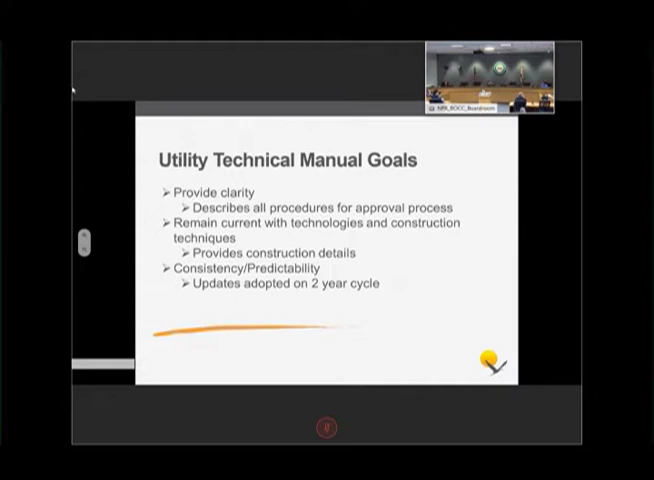 NPR_BOCC_Boardroom
Utility Technical Manual Goals
➢ Provide clarity
➢ Describes all procedures for approval process
➢ Remain current with technologies and construction
techniques
➢ Provides construction details
➢ Consistency/Predictability
➢ Updates adopted on 2 year cycle